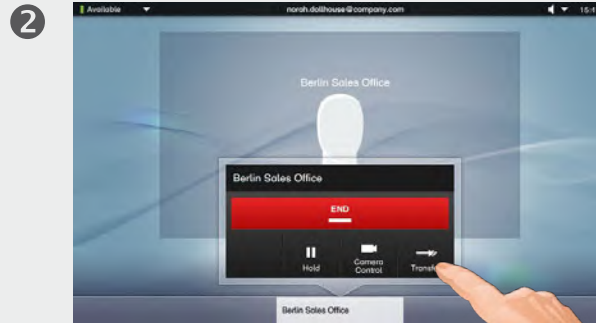 2
Available norah.dollhouse@company.com
Berlin Sales Office
Berlin Sales Office
END
Hold Camera Control
Berlin Sales Office